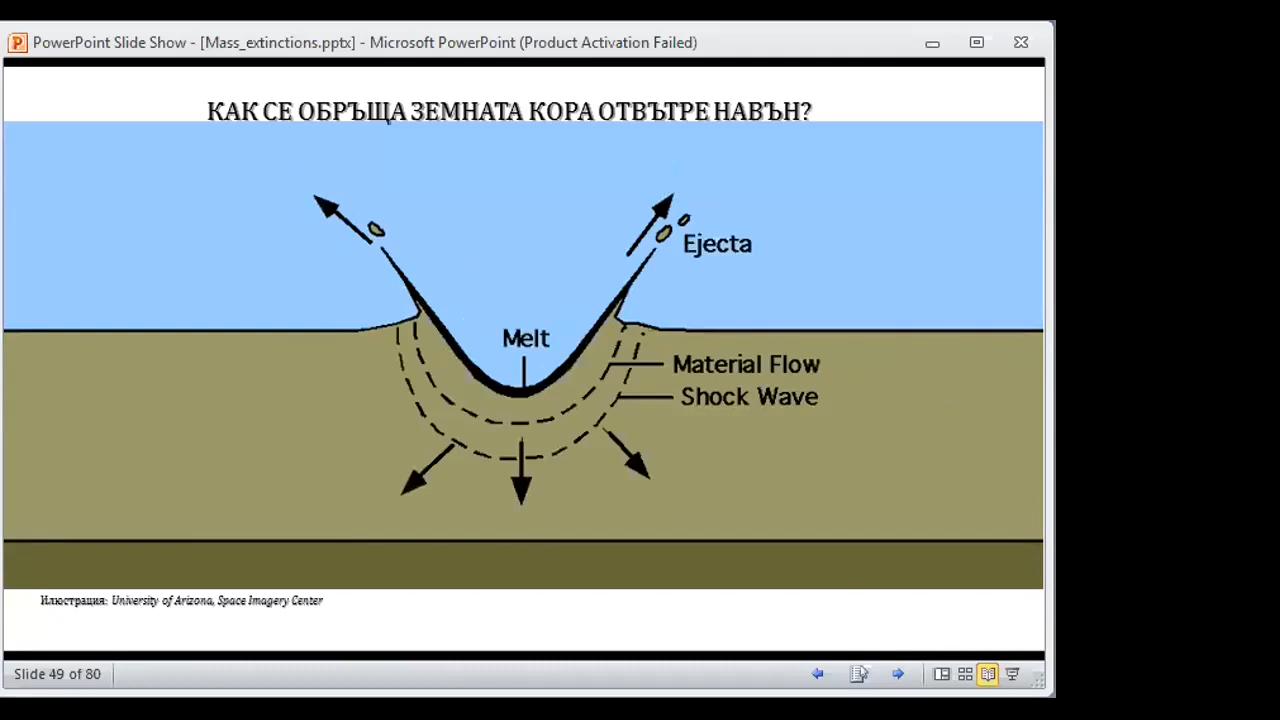 PowerPoint Slide Show - [Mass_extinctions.pptx] - Microsoft PowerPoint (Product Activation Failed)
КАК СЕ ОБРЪЩА ЗЕМНАТА КОРА ОТВЪТРЕ НАВЪН?
Ejecta
Melt
Material Flow
Shock Wave
Илюстрация: University of Arizona, Space Imagery Center
Slide 49 of 80